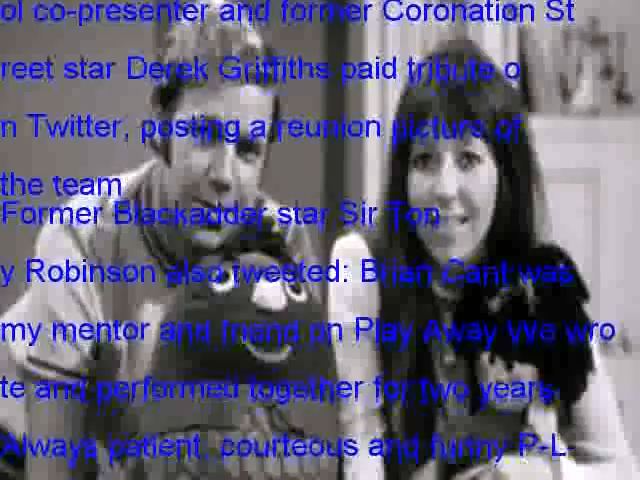 ol co-presenter and former Coronation St
reet star Derek Griffiths paid tribute o
n Twitter, posting a reunion picture of
the team
Former Blackadder star Sir Ton
y Robinson also tweeted: Brian Cant was
my mentor and friend on Play Away We wro
te and performed together for two years
Always patient, courteous and funny P-L-